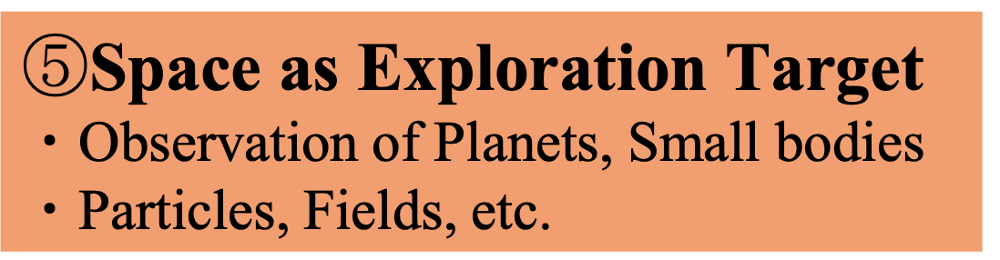 ⑤Space as Exploration Target
・Observation of Planets, Small bodies
・Particles, Fields, etc.